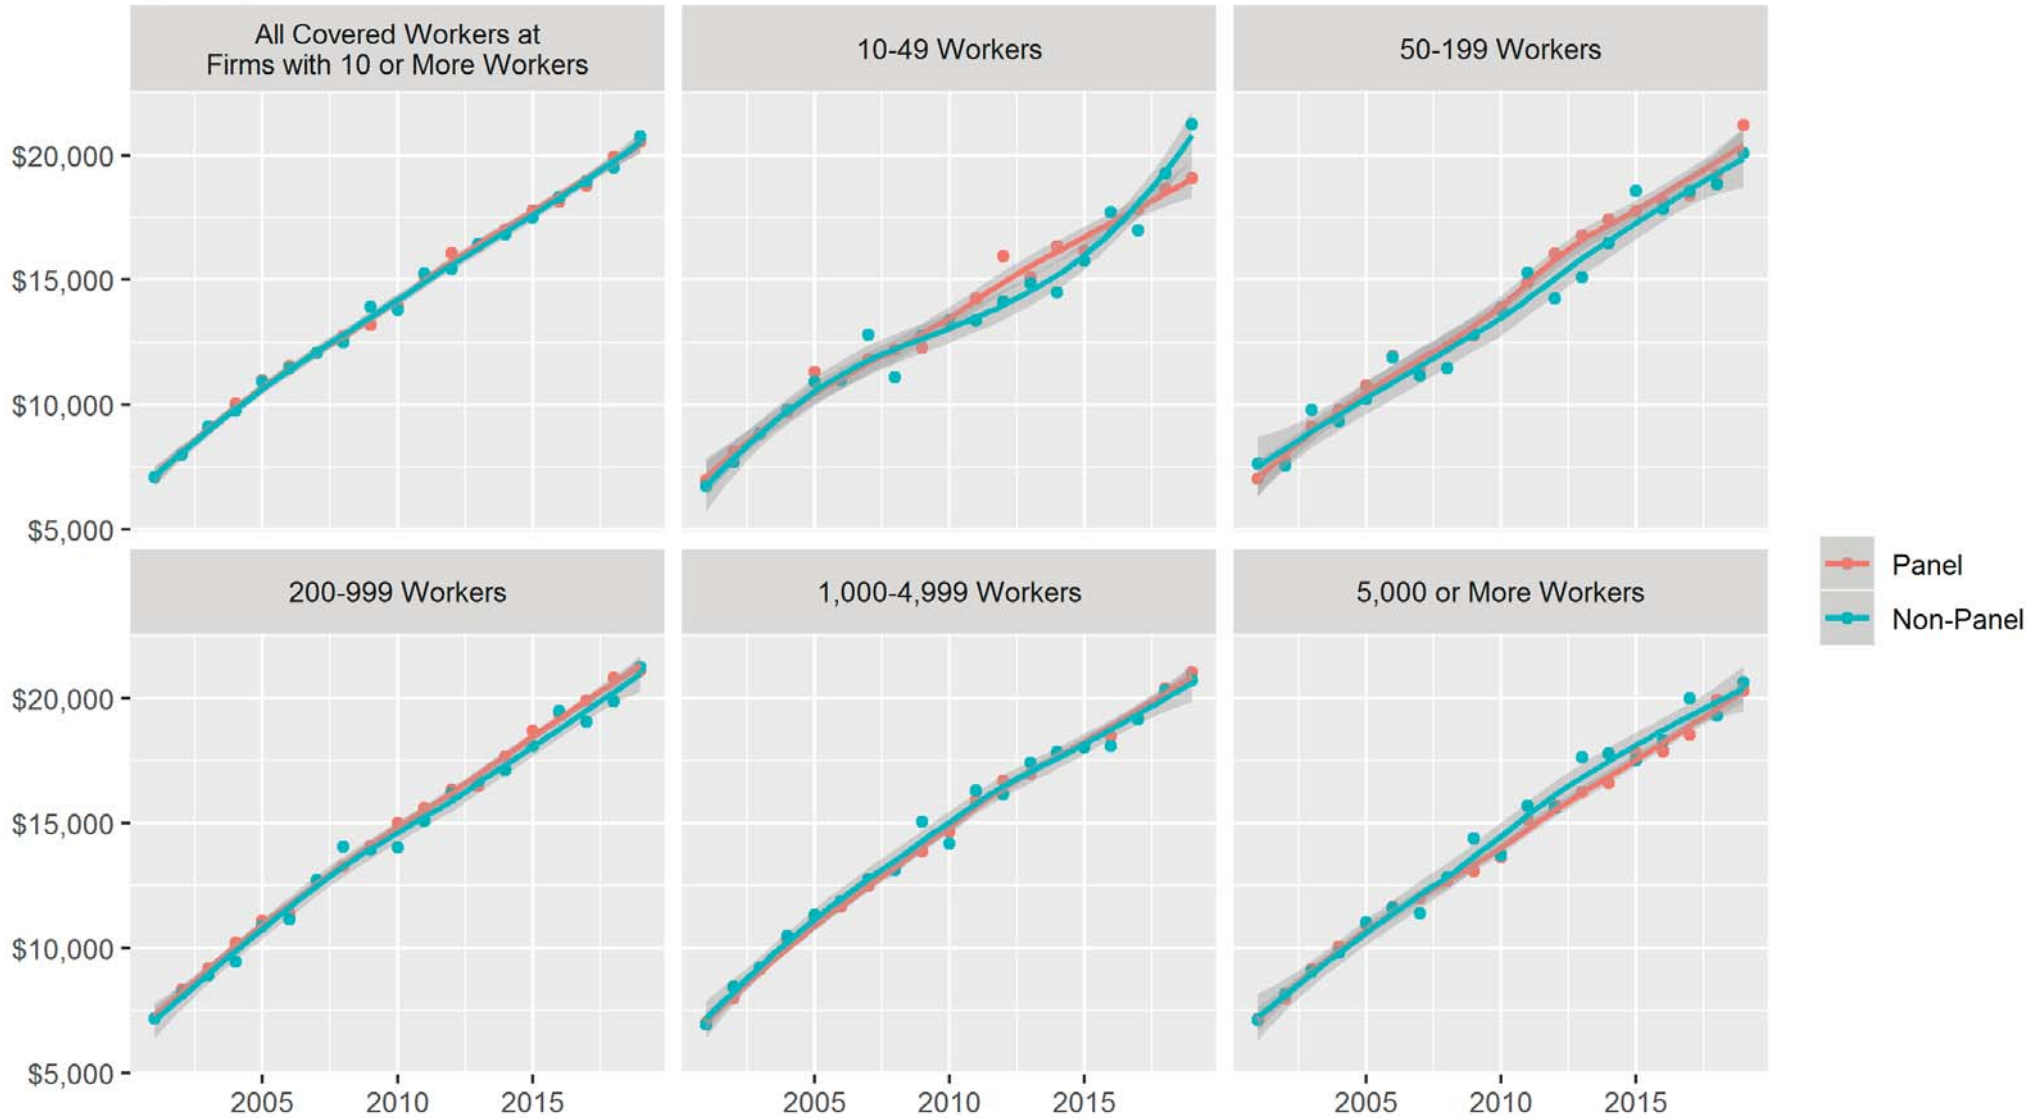 All Covered Workers at
Firms with 10 or More Workers
10-49 Workers
50-199 Workers
$20,000
$15,000
$10,000
$5,000
200-999 Workers
1,000-4,999 Workers
5,000 or More Workers
$20,000
$15,000
$10,000
$5,000
2005 2010 2015
2005 2010 2015
2005 2010 2015
Panel
Non-Panel